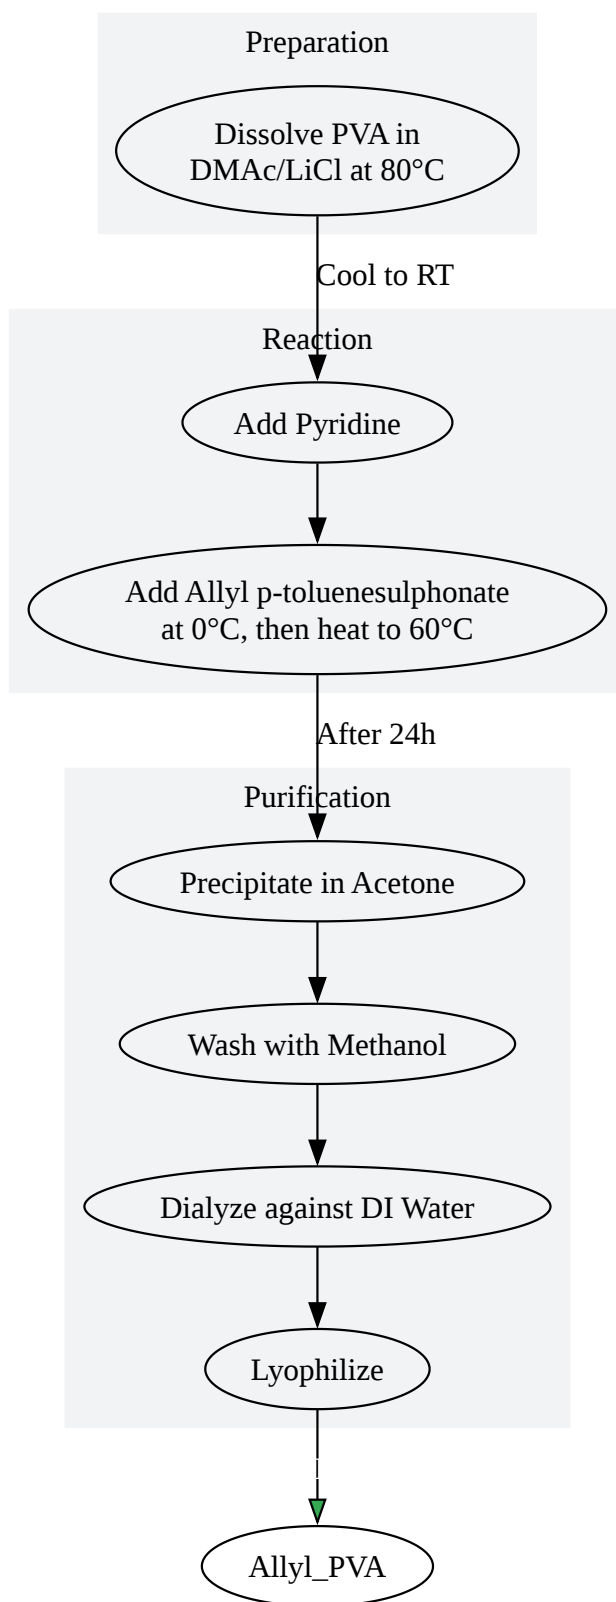 Preparation
Dissolve PVA in
DMAc/LiCl at 80°C
Cool to RT
Reaction
Add Pyridine
Add Allyl p-toluenesulphonate
at 0°C, then heat to 60°C
After 24h
Purification
Precipitate in Acetone
Wash with Methanol
Dialyze against DI Water
Lyophilize
Allyl_PVA